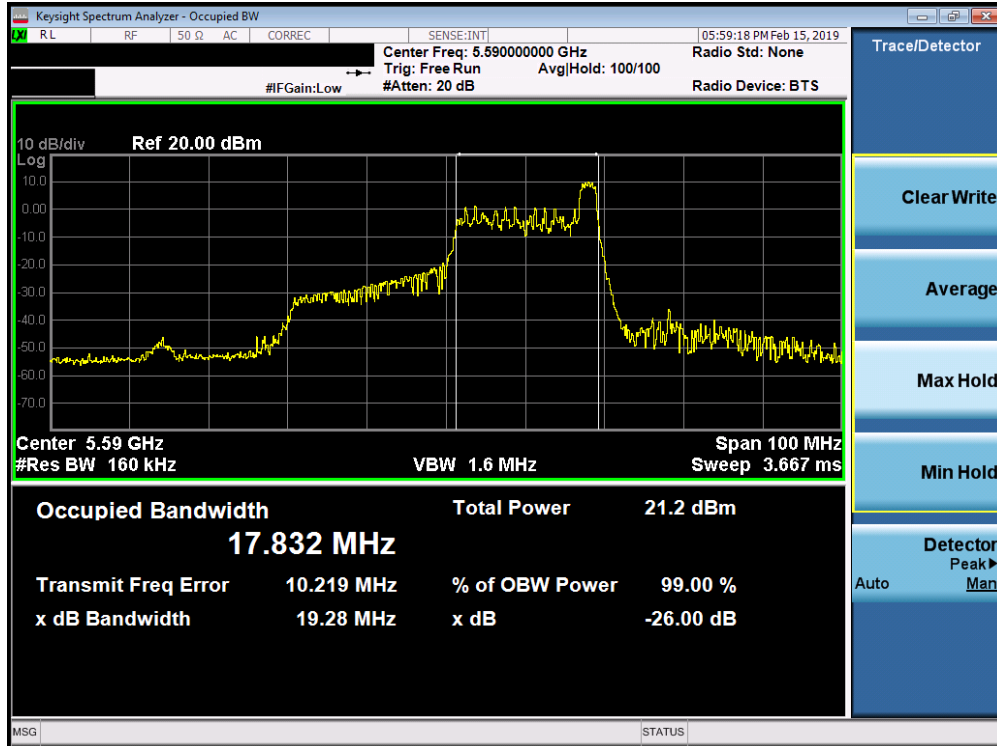 Keysight Spectrum Analyzer - Occupied BW
LXI RL RF 50 Ω AC CORREC SENSE:INT 05:59:18 PM Feb 15, 2019
Center Freq: 5.590000000 GHz Radio Std: None
Trig: Free Run Avg|Hold: 100/100
#IFGain:Low #Atten: 20 dB Radio Device: BTS
Trace/Detector
10 dB/div Ref 20.00 dBm
Log
10.0
0.00
-10.0
-20.0
-30.0
-40.0
-50.0
-60.0
-70.0
Center 5.59 GHz Span 100 MHz
#Res BW 160 kHz VBW 1.6 MHz Sweep 3.667 ms
Occupied Bandwidth Total Power 21.2 dBm
17.832 MHz
Transmit Freq Error 10.219 MHz % of OBW Power 99.00 %
x dB Bandwidth 19.28 MHz x dB -26.00 dB
Clear Write
Average
Max Hold
Min Hold
Detector
Peak▶
Auto Man
MSG STATUS